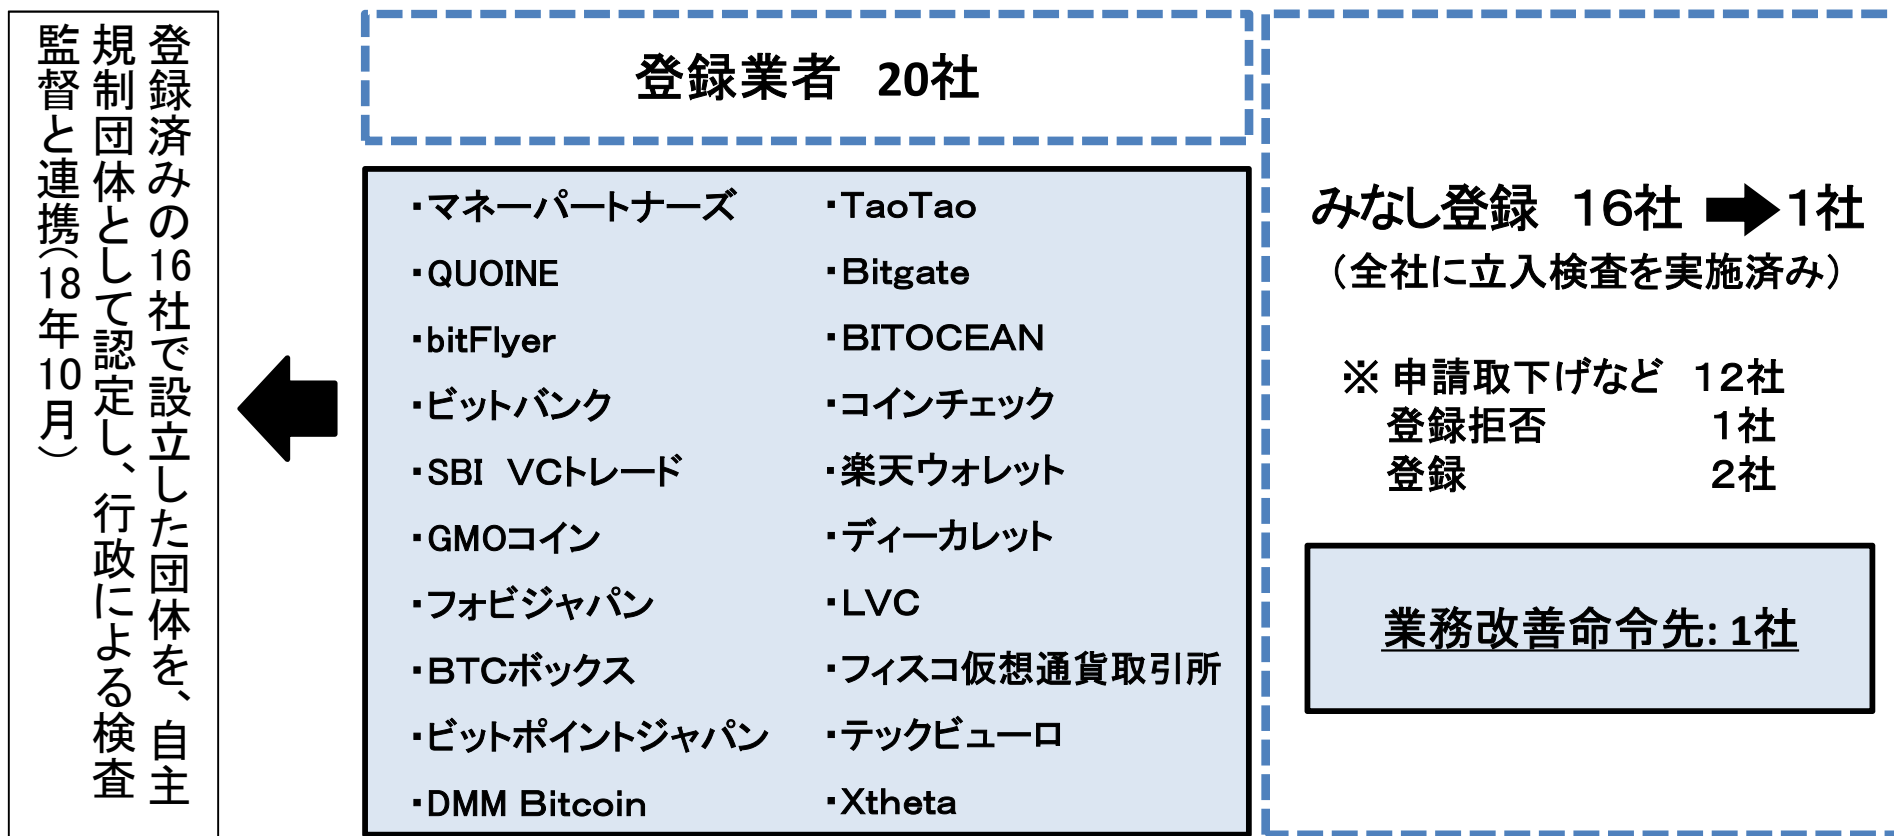 登録済みの16社で設立した団体を、自主
規制団体として認定し、行政による検査
監督と連携(18年10月)
登録業者 20社
・マネーパートナーズ
・QUOINE
・bitFlyer
・ビットバンク
・SBI VCトレード
・GMOコイン
・フォビジャパン
・BTCボックス
・ビットポイントジャパン
・DMM Bitcoin
・TaoTao
・Bitgate
・BITOCEAN
・コインチェック
・楽天ウォレット
・ディーカレット
・LVC
・フィスコ仮想通貨取引所
・テックビューロ
・Xtheta
みなし登録 16社 ➡ 1社
(全社に立入検査を実施済み)
※ 申請取下げなど 12社
登録拒否 1社
登録 2社
業務改善命令先: 1社